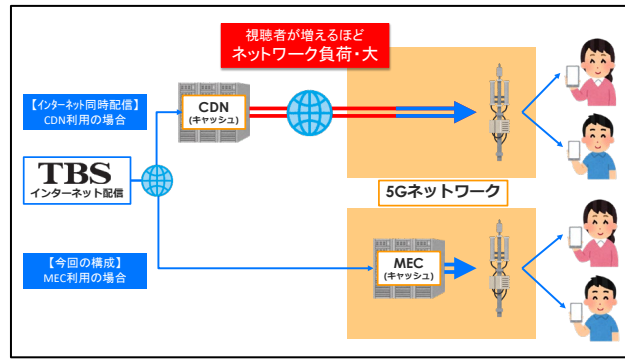 視聴者が増えるほど
ネットワーク負荷・大
【インターネット同時配信】
CDN利用の場合
CDN
(キャッシュ)
TBS
インターネット配信
5Gネットワーク
【今回の構成】
MEC利用の場合
MEC
(キャッシュ)